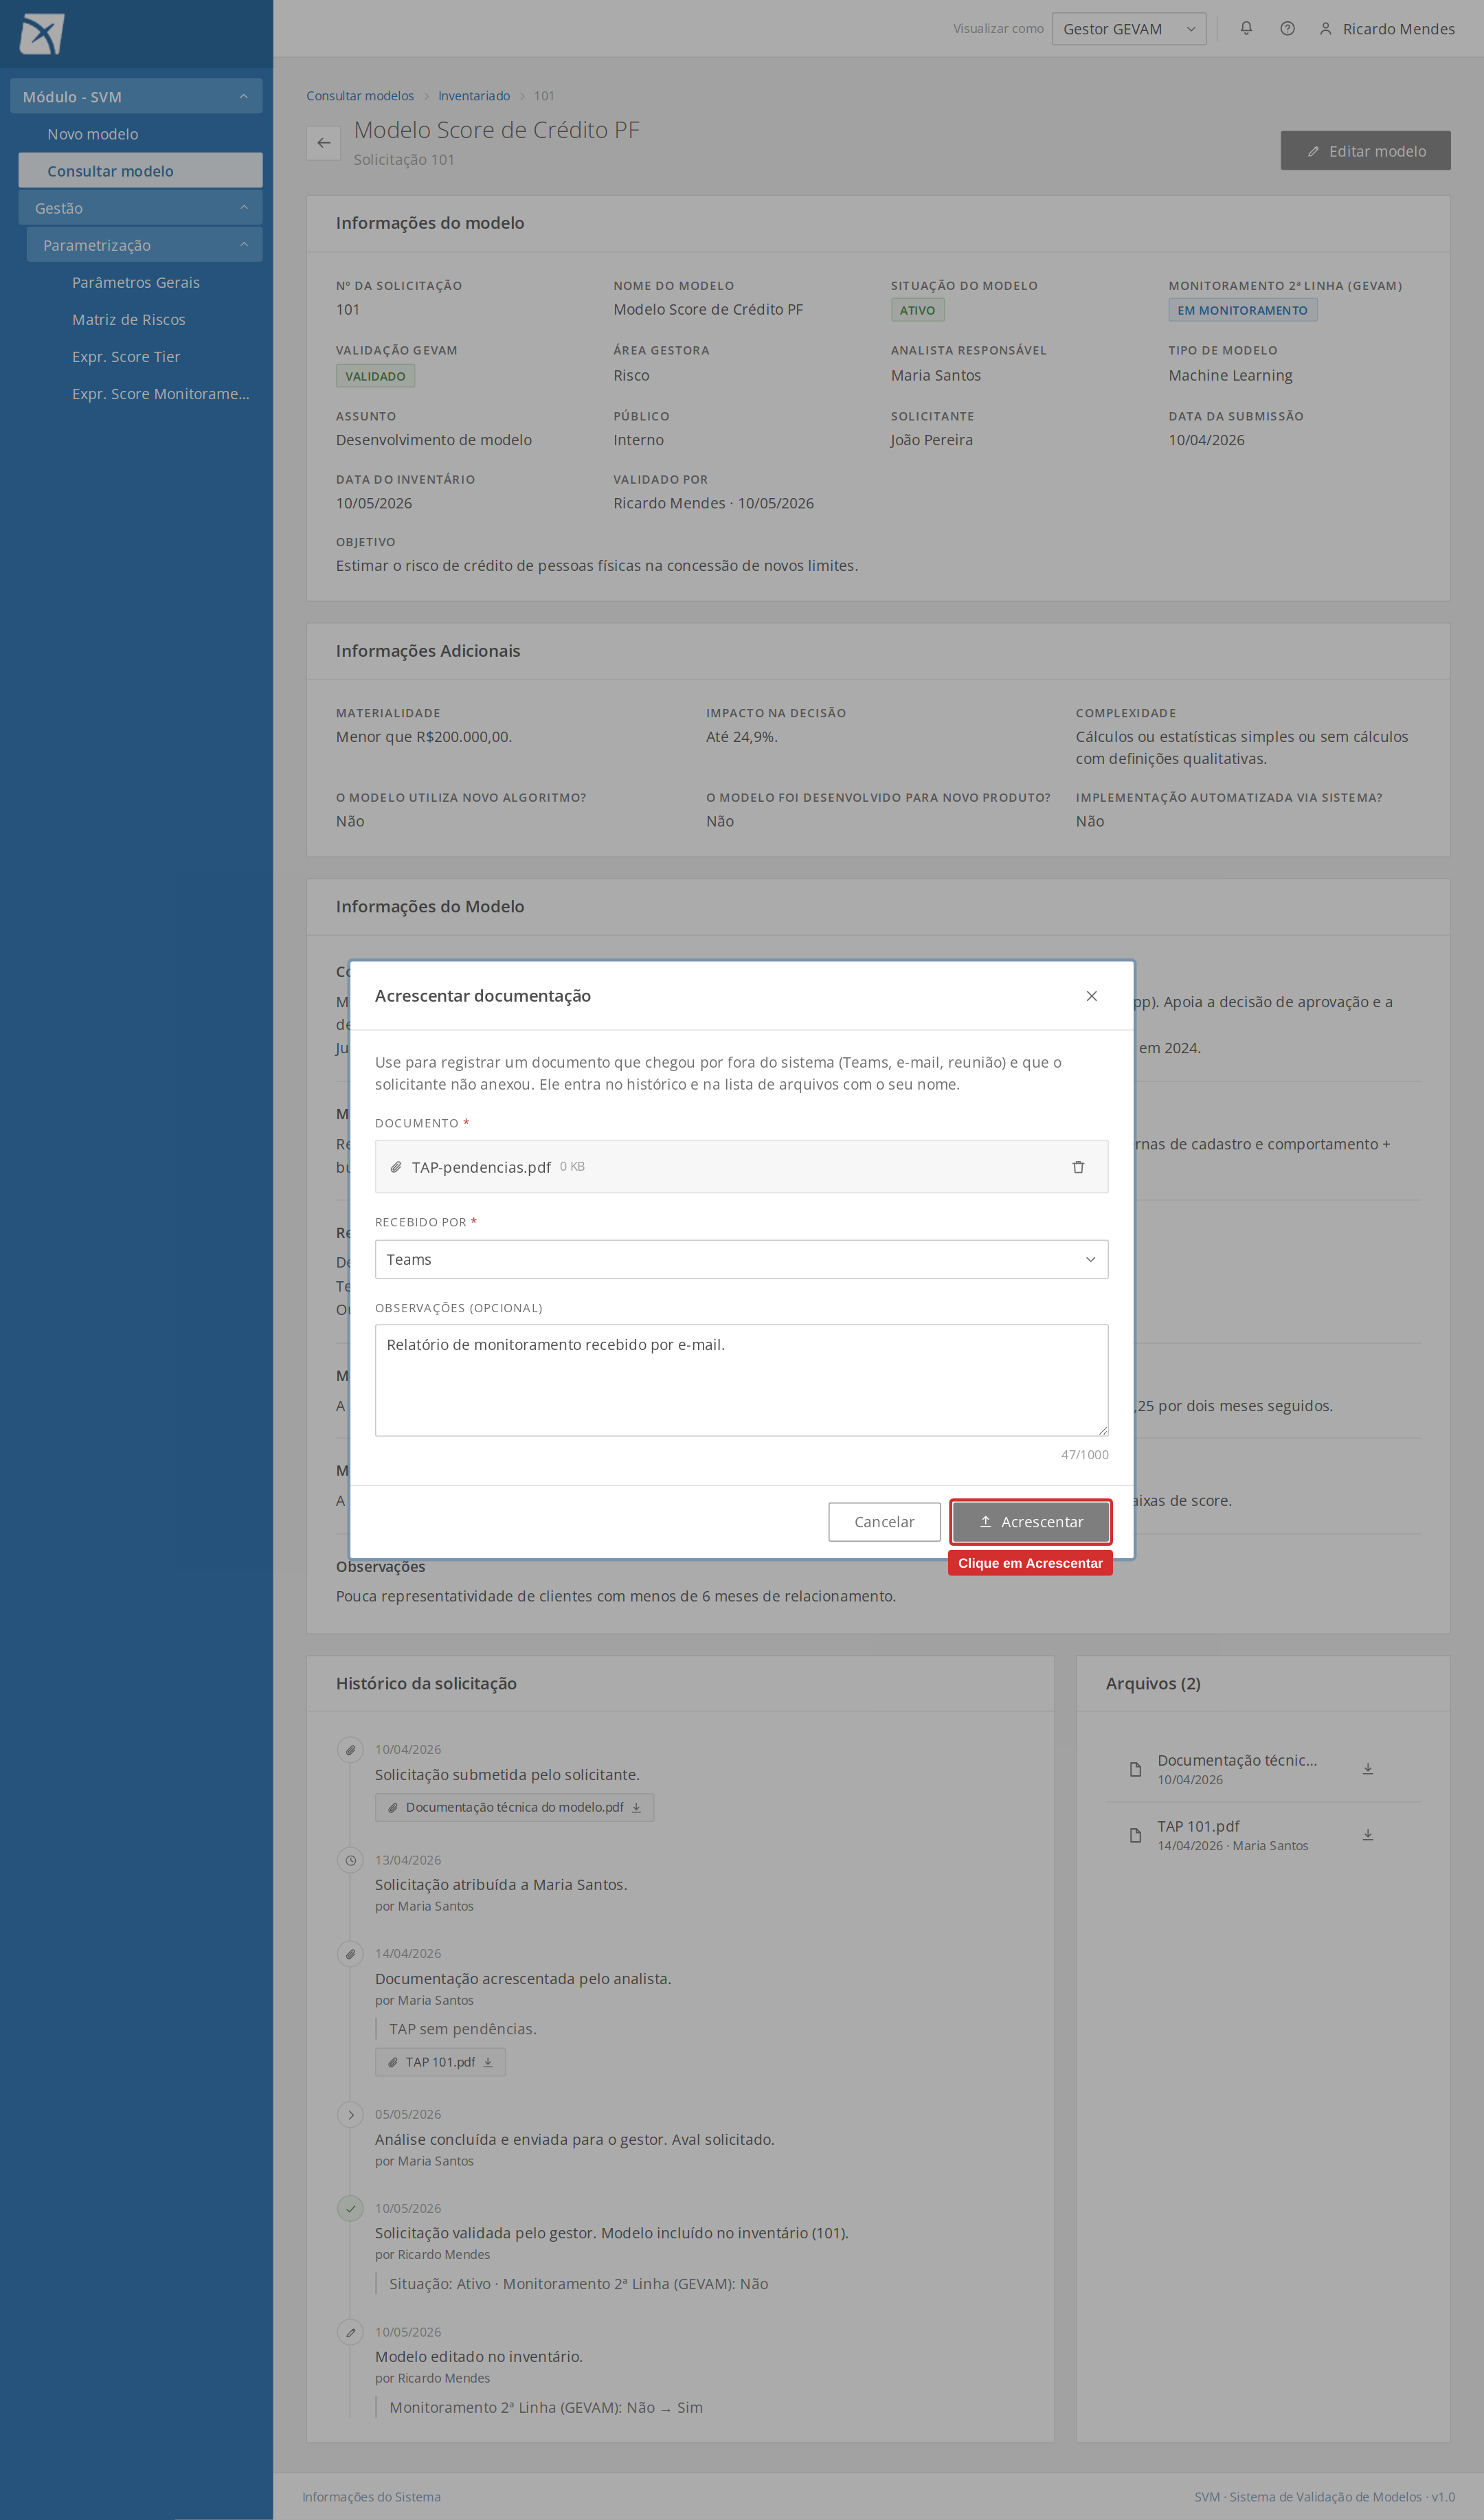 Visualizar como
Gestor GEVAM
Ricardo Mendes
Módulo - SVM
Novo modelo
Consultar modelo
Gestão
Parametrização
Parâmetros Gerais
Matriz de Riscos
Expr. Score Tier
Expr. Score Monitorame...
Consultar modelos > Inventariado > 101
Modelo Score de Crédito PF
Solicitação 101
Editar modelo
Informações do modelo
Nº DA SOLICITAÇÃO
101
NOME DO MODELO
Modelo Score de Crédito PF
SITUAÇÃO DO MODELO
ATIVO
MONITORAMENTO 2ª LINHA (GEVAM)
EM MONITORAMENTO
VALIDAÇÃO GEVAM
VALIDADO
ÁREA GESTORA
Risco
ANALISTA RESPONSÁVEL
Maria Santos
TIPO DE MODELO
Machine Learning
ASSUNTO
Desenvolvimento de modelo
PÚBLICO
Interno
SOLICITANTE
João Pereira
DATA DA SUBMISSÃO
10/04/2026
DATA DO INVENTÁRIO
10/05/2026
VALIDADO POR
Ricardo Mendes · 10/05/2026
OBJETIVO
Estimar o risco de crédito de pessoas físicas na concessão de novos limites.
Informações Adicionais
MATERIALIDADE
Menor que R$200.000,00.
IMPACTO NA DECISÃO
Até 24,9%.
COMPLEXIDADE
Cálculos ou estatísticas simples ou sem cálculos
com definições qualitativas.
O MODELO UTILIZA NOVO ALGORITMO?
Não
O MODELO FOI DESENVOLVIDO PARA NOVO PRODUTO?
Não
IMPLEMENTAÇÃO AUTOMATIZADA VIA SISTEMA?
Não
Informações do Modelo
pp). Apoia a decisão de aprovação e a
em 2024.
rnas de cadastro e comportamento +
,25 por dois meses seguidos.
aixas de score.
Acrescentar documentação
Use para registrar um documento que chegou por fora do sistema (Teams, e-mail, reunião) e que o
solicitante não anexou. Ele entra no histórico e na lista de arquivos com o seu nome.
DOCUMENTO *
TAP-pendencias.pdf 0 KB
RECEBIDO POR *
Teams
OBSERVAÇÕES (OPCIONAL)
Relatório de monitoramento recebido por e-mail.
47/1000
Cancelar
Acrescentar
Clique em Acrescentar
Observações
Pouca representatividade de clientes com menos de 6 meses de relacionamento.
Histórico da solicitação
10/04/2026
Solicitação submetida pelo solicitante.
Documentação técnica do modelo.pdf
13/04/2026
Solicitação atribuída a Maria Santos.
por Maria Santos
14/04/2026
Documentação acrescentada pelo analista.
por Maria Santos
TAP sem pendências.
TAP 101.pdf
05/05/2026
Análise concluída e enviada para o gestor. Aval solicitado.
por Maria Santos
10/05/2026
Solicitação validada pelo gestor. Modelo incluído no inventário (101).
por Ricardo Mendes
Situação: Ativo · Monitoramento 2ª Linha (GEVAM): Não
10/05/2026
Modelo editado no inventário.
por Ricardo Mendes
Monitoramento 2ª Linha (GEVAM): Não → Sim
Arquivos (2)
Documentação técnic...
10/04/2026
TAP 101.pdf
14/04/2026 · Maria Santos
Informações do Sistema
SVM · Sistema de Validação de Modelos · v1.0